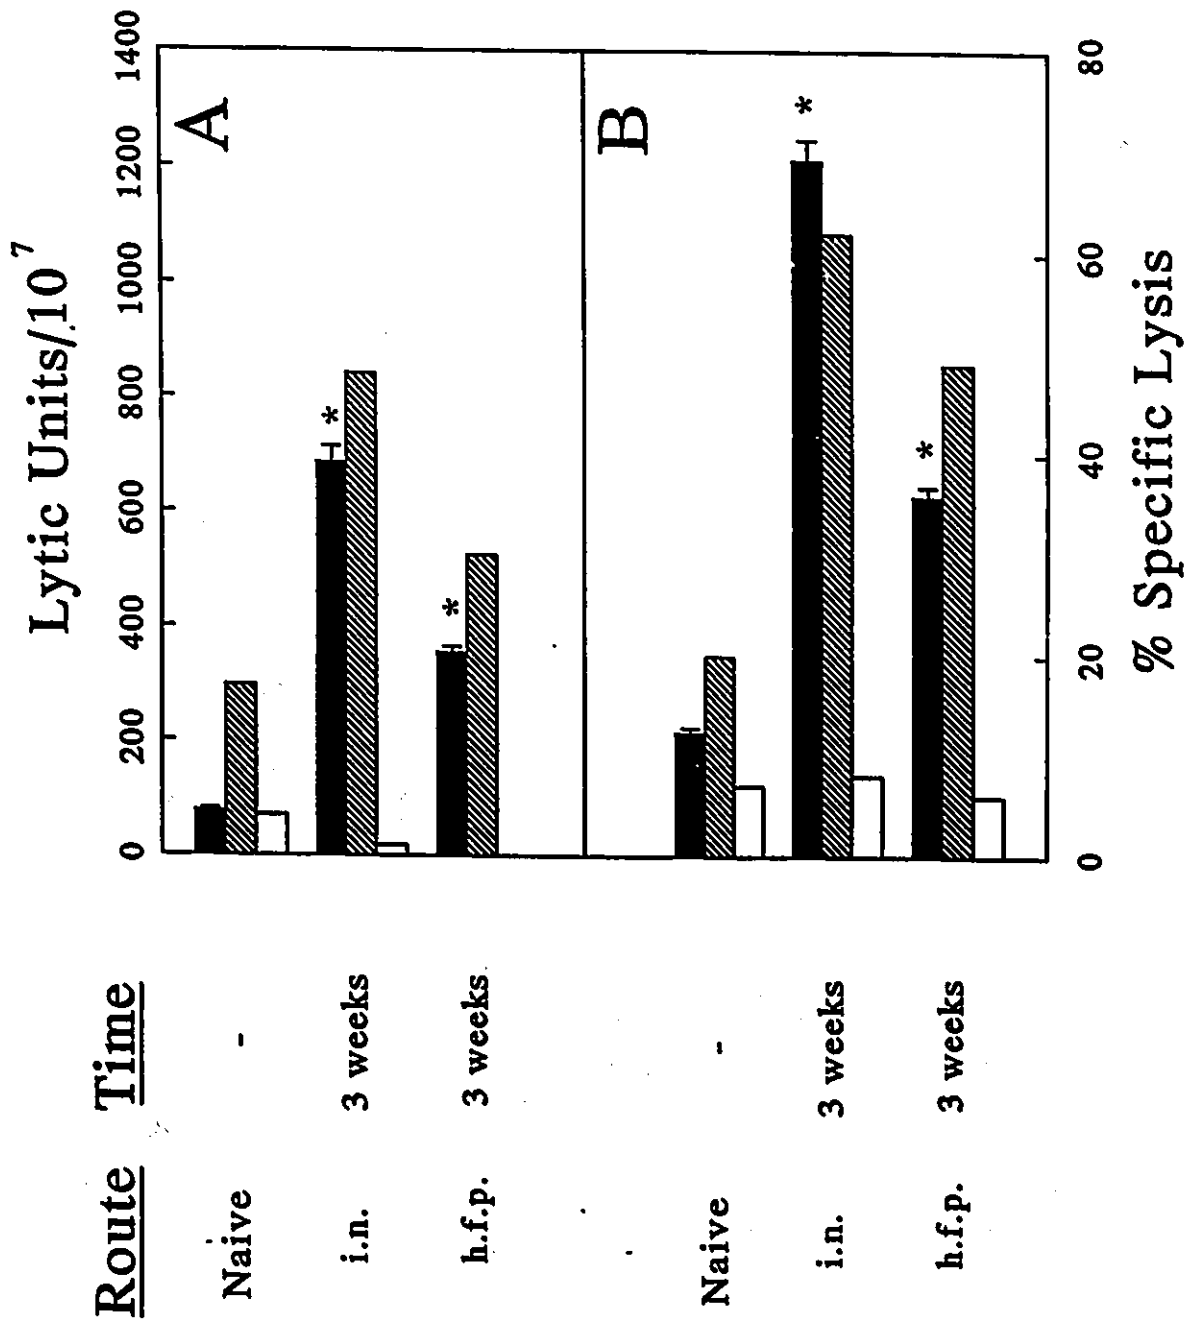 Route Time Lytic Units/10^7
0 200 400 600 800 1000 1200 1400
A
Naive -
i.n. 3 weeks *
h.f.p. 3 weeks *
B
Naive -
i.n. 3 weeks *
h.f.p. 3 weeks *
0 20 40 60 80
% Specific Lysis